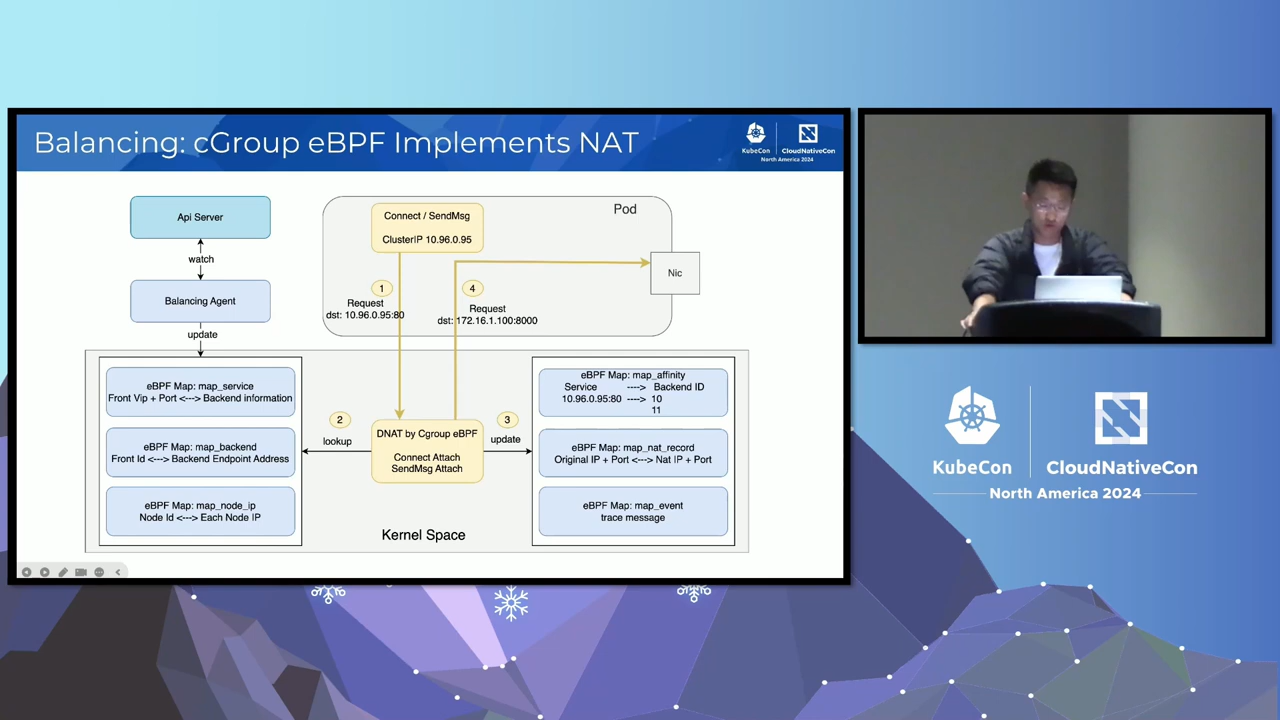 Balancing: cGroup eBPF Implements NAT
KubeCon
CloudNativeCon
North America 2024
Api Server
watch
Balancing Agent
update
Pod
Connect / SendMsg
ClusterIP 10.96.0.95
Nic
1
Request
dst: 10.96.0.95:80
4
Request
dst: 172.16.1.100:8000
eBPF Map: map_service
Front Vip + Port <---> Backend information
eBPF Map: map_backend
Front Id <---> Backend Endpoint Address
eBPF Map: map_node_ip
Node Id <---> Each Node IP
2
lookup
DNAT by Cgroup eBPF
Connect Attach
SendMsg Attach
3
update
eBPF Map: map_affinity
Service ----> Backend ID
10.96.0.95:80 ----> 10
11
eBPF Map: map_nat_record
Original IP + Port <---> Nat IP + Port
eBPF Map: map_event
trace message
Kernel Space
KubeCon
CloudNativeCon
North America 2024